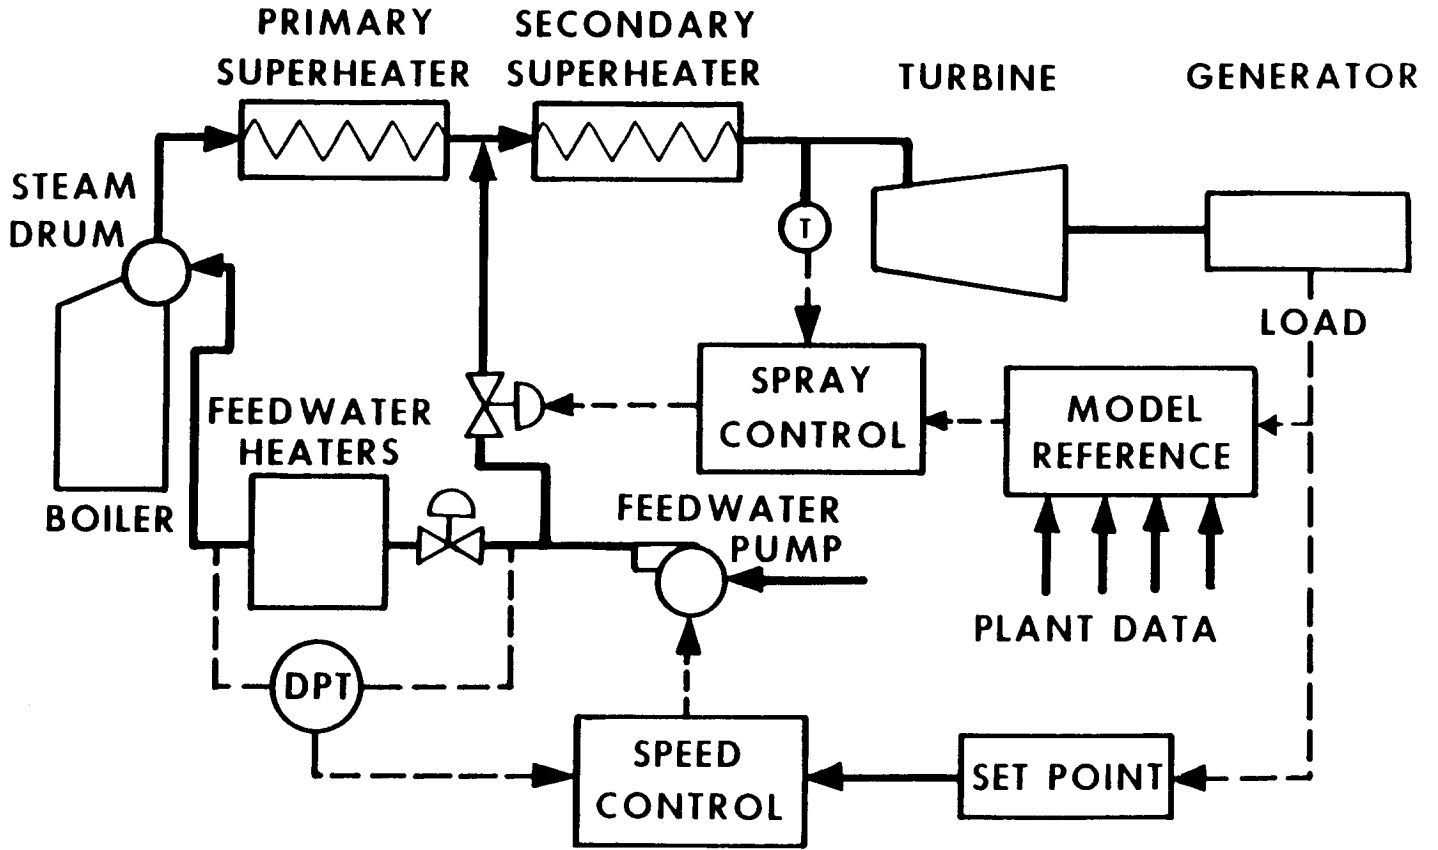 PRIMARY
SUPERHEATER
SECONDARY
SUPERHEATER
TURBINE
GENERATOR
STEAM
DRUM
T
LOAD
SPRAY
CONTROL
MODEL
REFERENCE
FEEDWATER
HEATERS
BOILER
FEEDWATER
PUMP
PLANT DATA
DPT
SPEED
CONTROL
SET POINT